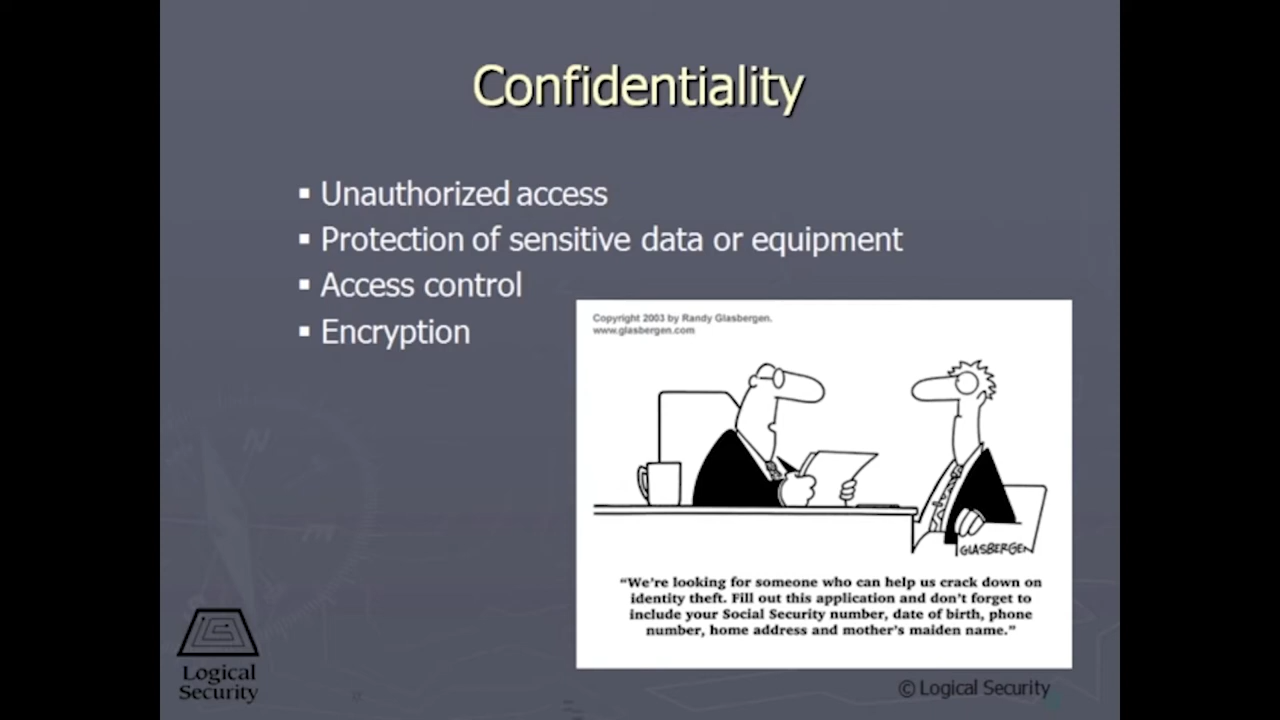 Confidentiality
▪ Unauthorized access
▪ Protection of sensitive data or equipment
▪ Access control
▪ Encryption
Copyright 2003 by Randy Glasbergen.
www.glasbergen.com
GLASBERGEN
“We’re looking for someone who can help us crack down on
identity theft. Fill out this application and don’t forget to
include your Social Security number, date of birth, phone
number, home address and mother’s maiden name.”
N
Logical
Security
© Logical Security